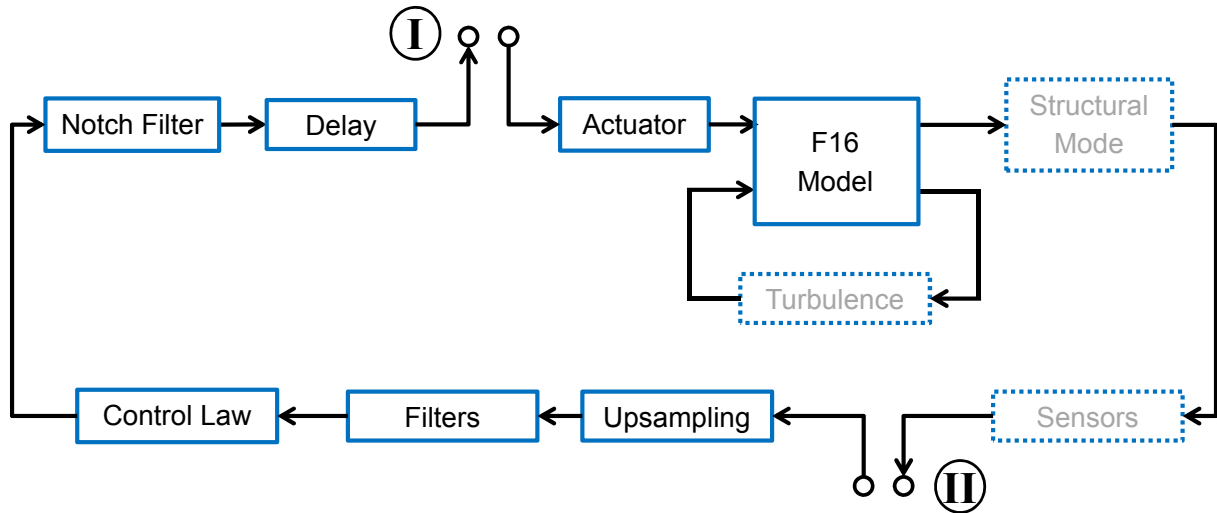 I
Notch Filter
Delay
Actuator
F16
Model
Structural
Mode
Turbulence
Control Law
Filters
Upsampling
Sensors
II